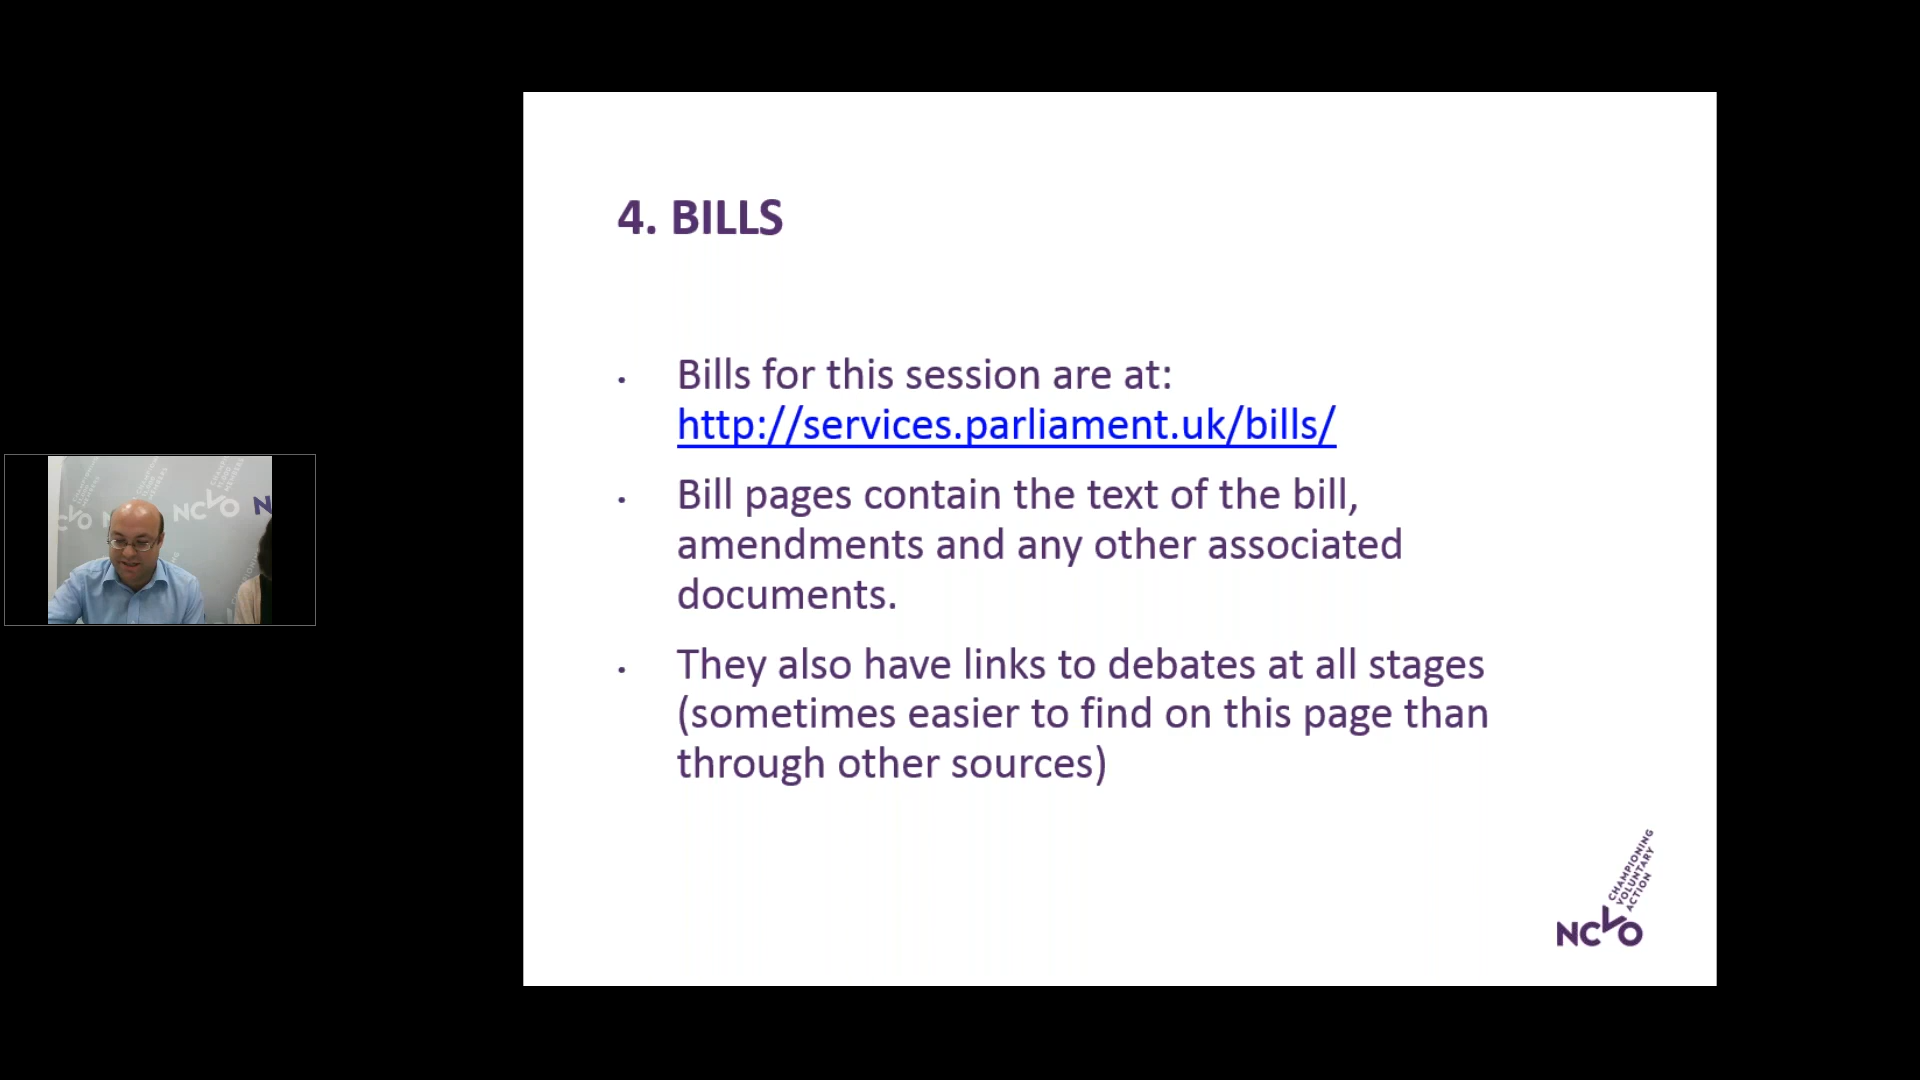 4. BILLS
• Bills for this session are at:
http://services.parliament.uk/bills/
• Bill pages contain the text of the bill,
amendments and any other associated
documents.
• They also have links to debates at all stages
(sometimes easier to find on this page than
through other sources)
CHAMPIONING
VOLUNTARY
ACTION
NCVO
NCVO